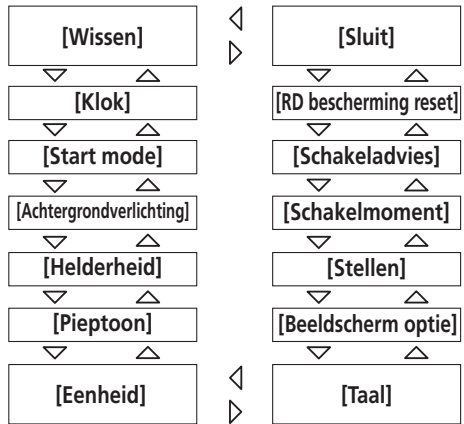 [Wissen]
[Sluit]
[Klok]
[RD bescherming reset]
[Start mode]
[Schakeladvies]
[Achtergrondverlichting]
[Schakelmoment]
[Helderheid]
[Stellen]
[Pieptoon]
[Beeldscherm optie]
[Eenheid]
[Taal]